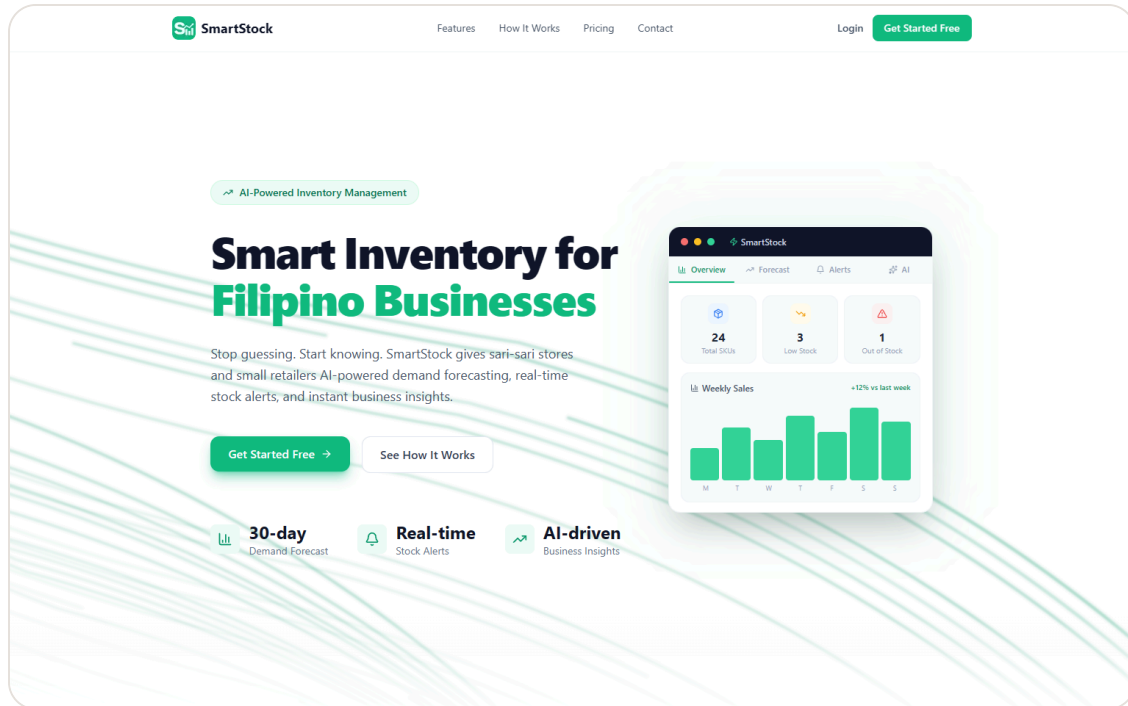 SmartStock
Features
How It Works
Pricing
Contact
Login
Get Started Free
AI-Powered Inventory Management
Smart Inventory for
Filipino Businesses
Stop guessing. Start knowing. SmartStock gives sari-sari stores
and small retailers AI-powered demand forecasting, real-time
stock alerts, and instant business insights.
Get Started Free →
See How It Works
30-day
Demand Forecast
Real-time
Stock Alerts
AI-driven
Business Insights
SmartStock
Overview
Forecast
Alerts
AI
24
Total SKUs
3
Low Stock
1
Out of Stock
Weekly Sales
+12% vs last week
M T W T F S S